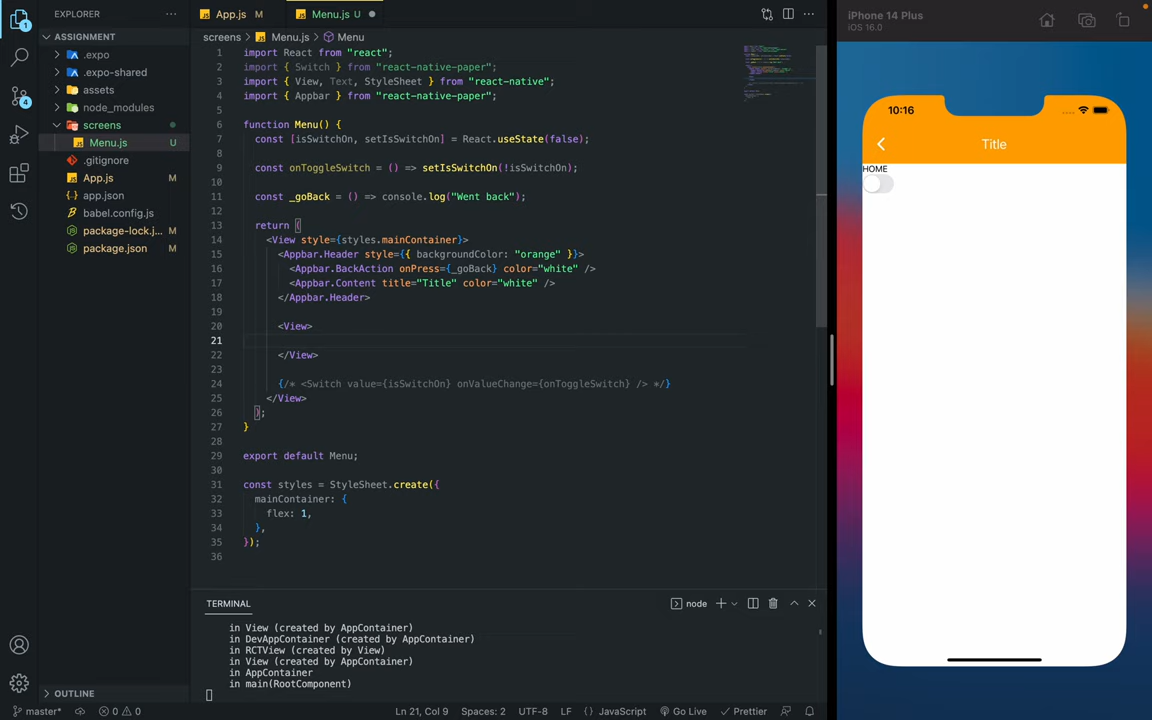 EXPLORER
ASSIGNMENT
.expo
.expo-shared
assets
node_modules
screens
Menu.js U
.gitignore
App.js M
app.json
babel.config.js
package-lock.j... M
package.json M
OUTLINE
1
4
App.js M
Menu.js U
screens > Menu.js > Menu
1 import React from "react";
2 import { Switch } from "react-native-paper";
3 import { View, Text, StyleSheet } from "react-native";
4 import { Appbar } from "react-native-paper";
5
6 function Menu() {
7 const [isSwitchOn, setIsSwitchOn] = React.useState(false);
8
9 const onToggleSwitch = () => setIsSwitchOn(!isSwitchOn);
10
11 const _goBack = () => console.log("Went back");
12
13 return (
14 <View style={styles.mainContainer}>
15 <Appbar.Header style={{ backgroundColor: "orange" }}>
16 <Appbar.BackAction onPress={_goBack} color="white" />
17 <Appbar.Content title="Title" color="white" />
18 </Appbar.Header>
19
20 <View>
21
22 </View>
23
24 {/* <Switch value={isSwitchOn} onValueChange={onToggleSwitch} /> */}
25 </View>
26 );
27 }
28
29 export default Menu;
30
31 const styles = StyleSheet.create({
32 mainContainer: {
33 flex: 1,
34 },
35 });
36
TERMINAL
node
in View (created by AppContainer)
in DevAppContainer (created by AppContainer)
in RCTView (created by View)
in View (created by AppContainer)
in AppContainer
in main(RootComponent)
master* 0 0
Ln 21, Col 9 Spaces: 2 UTF-8 LF {} JavaScript Go Live Prettier
iPhone 14 Plus
iOS 16.0
10:16
Title
HOME